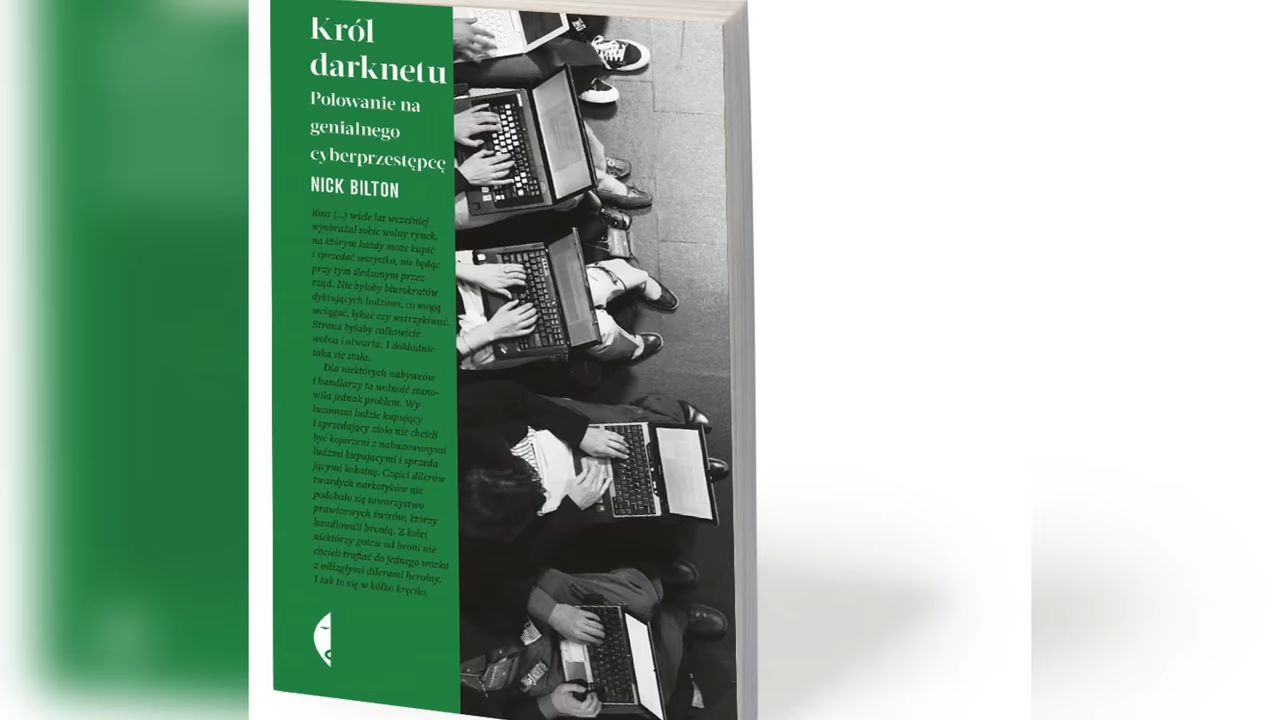 Król
darknetu
Polowanie na
genialnego
cyberprzestępcę
NICK BILTON
Ross (...) wiele lat wcześniej
wyobrażał sobie wolny rynek,
na którym każdy może kupić
i sprzedać wszystko, nie będąc
przy tym śledzonym przez
rząd. Nie byłoby biurokratów
dyktujących ludziom, co mogą
wciągać, łykać czy wstrzykiwać.
Strona byłaby całkowicie
wolna i otwarta. I dokładnie
taka się stała.
Dla niektórych nabywców
i handlarzy ta wolność stano-
wiła jednak problem. Wy
luzowani ludzie kupujący
i sprzedający zioło nie chcieli
być kojarzeni z nabuzowanymi
ludźmi kupującymi i sprzeda
jącymi kokainę. Części dilerów
twardych narkotyków nie
podobało się towarzystwo
prawicowych świrów, którzy
handlowali bronią. Z kolei
niektórzy goście od broni nie
chcieli trafiać do jednego wózka
z oślizgłymi dilerami heroiny.
I tak to się w kółko kręciło.